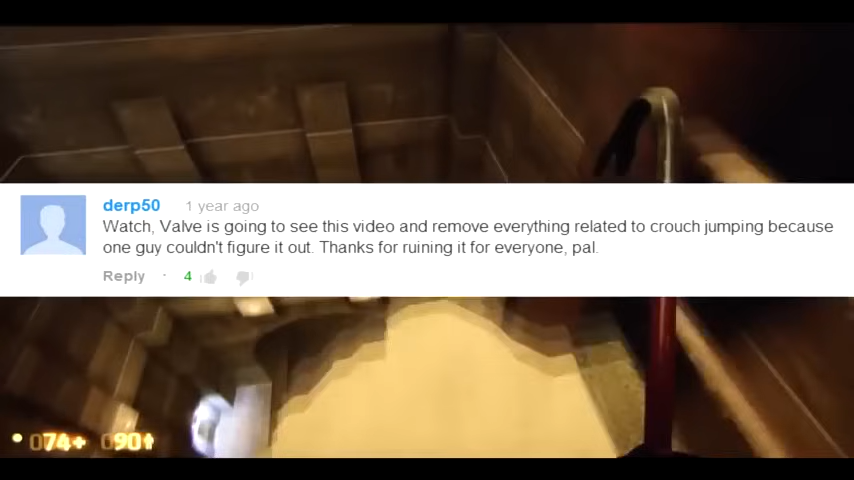 derp50 1 year ago
Watch, Valve is going to see this video and remove everything related to crouch jumping because
one guy couldn't figure it out. Thanks for ruining it for everyone, pal.
Reply · 4
074+ 090